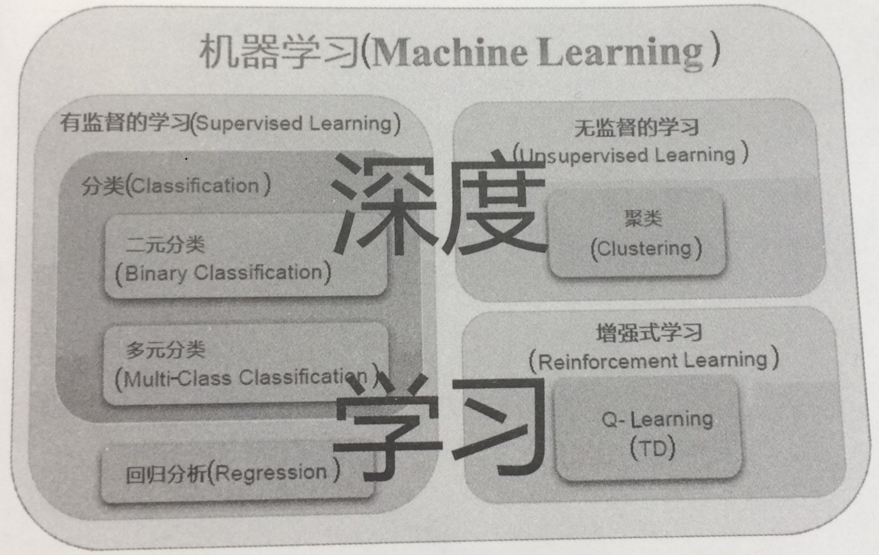 机器学习(Machine Learning)
有监督的学习(Supervised Learning)
分类(Classification)
二元分类
(Binary Classification)
多元分类
(Multi-Class Classification)
回归分析(Regression)
无监督的学习
(Unsupervised Learning)
聚类
(Clustering)
增强式学习
(Reinforcement Learning)
Q- Learning
(TD)
深度
学习